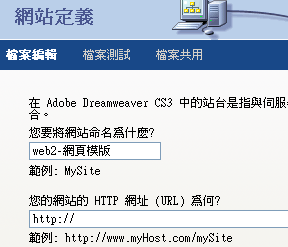 網站定義
檔案編輯 檔案測試 檔案共用
在 Adobe Dreamweaver CS3 中的站台是指與伺服
合。
您要將網站命名爲什麼?
web2-網頁模版
範例: MySite
您的網站的 HTTP 網址 (URL) 爲何?
http://
範例: http://www.myHost.com/mySite